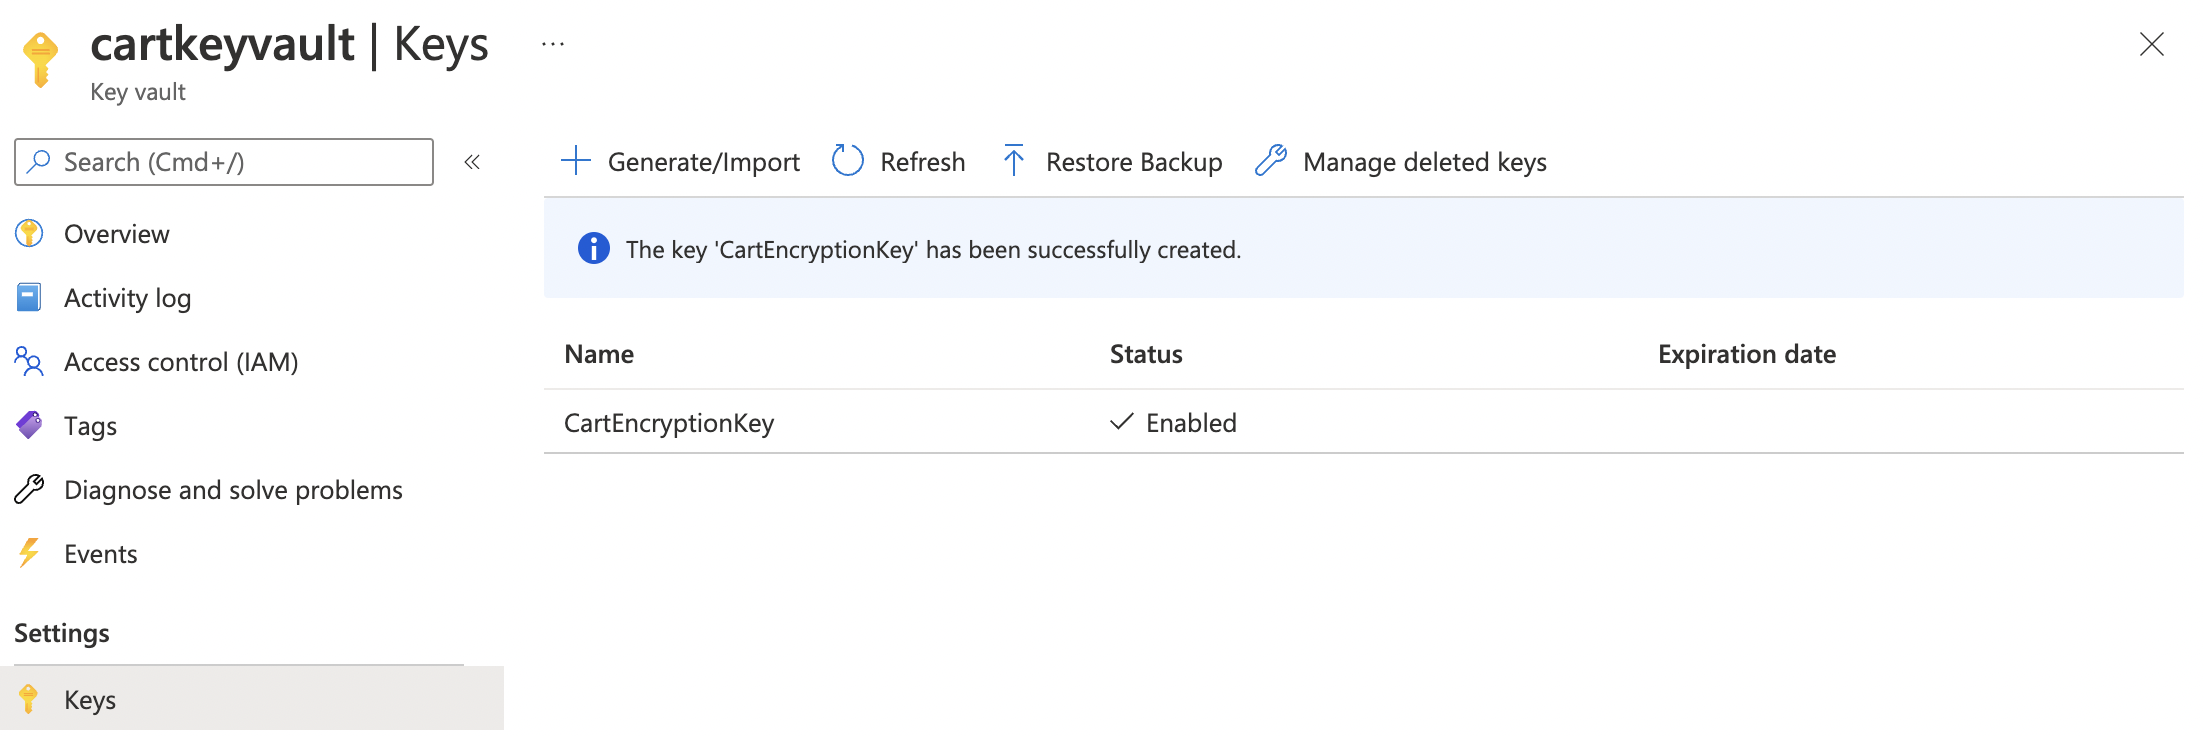 cartkeyvault | Keys ...
Key vault
Search (Cmd+/)
«
Generate/Import
Refresh
Restore Backup
Manage deleted keys
Overview
Activity log
Access control (IAM)
Tags
Diagnose and solve problems
Events
Settings
Keys
The key 'CartEncryptionKey' has been successfully created.
Name Status Expiration date
CartEncryptionKey Enabled